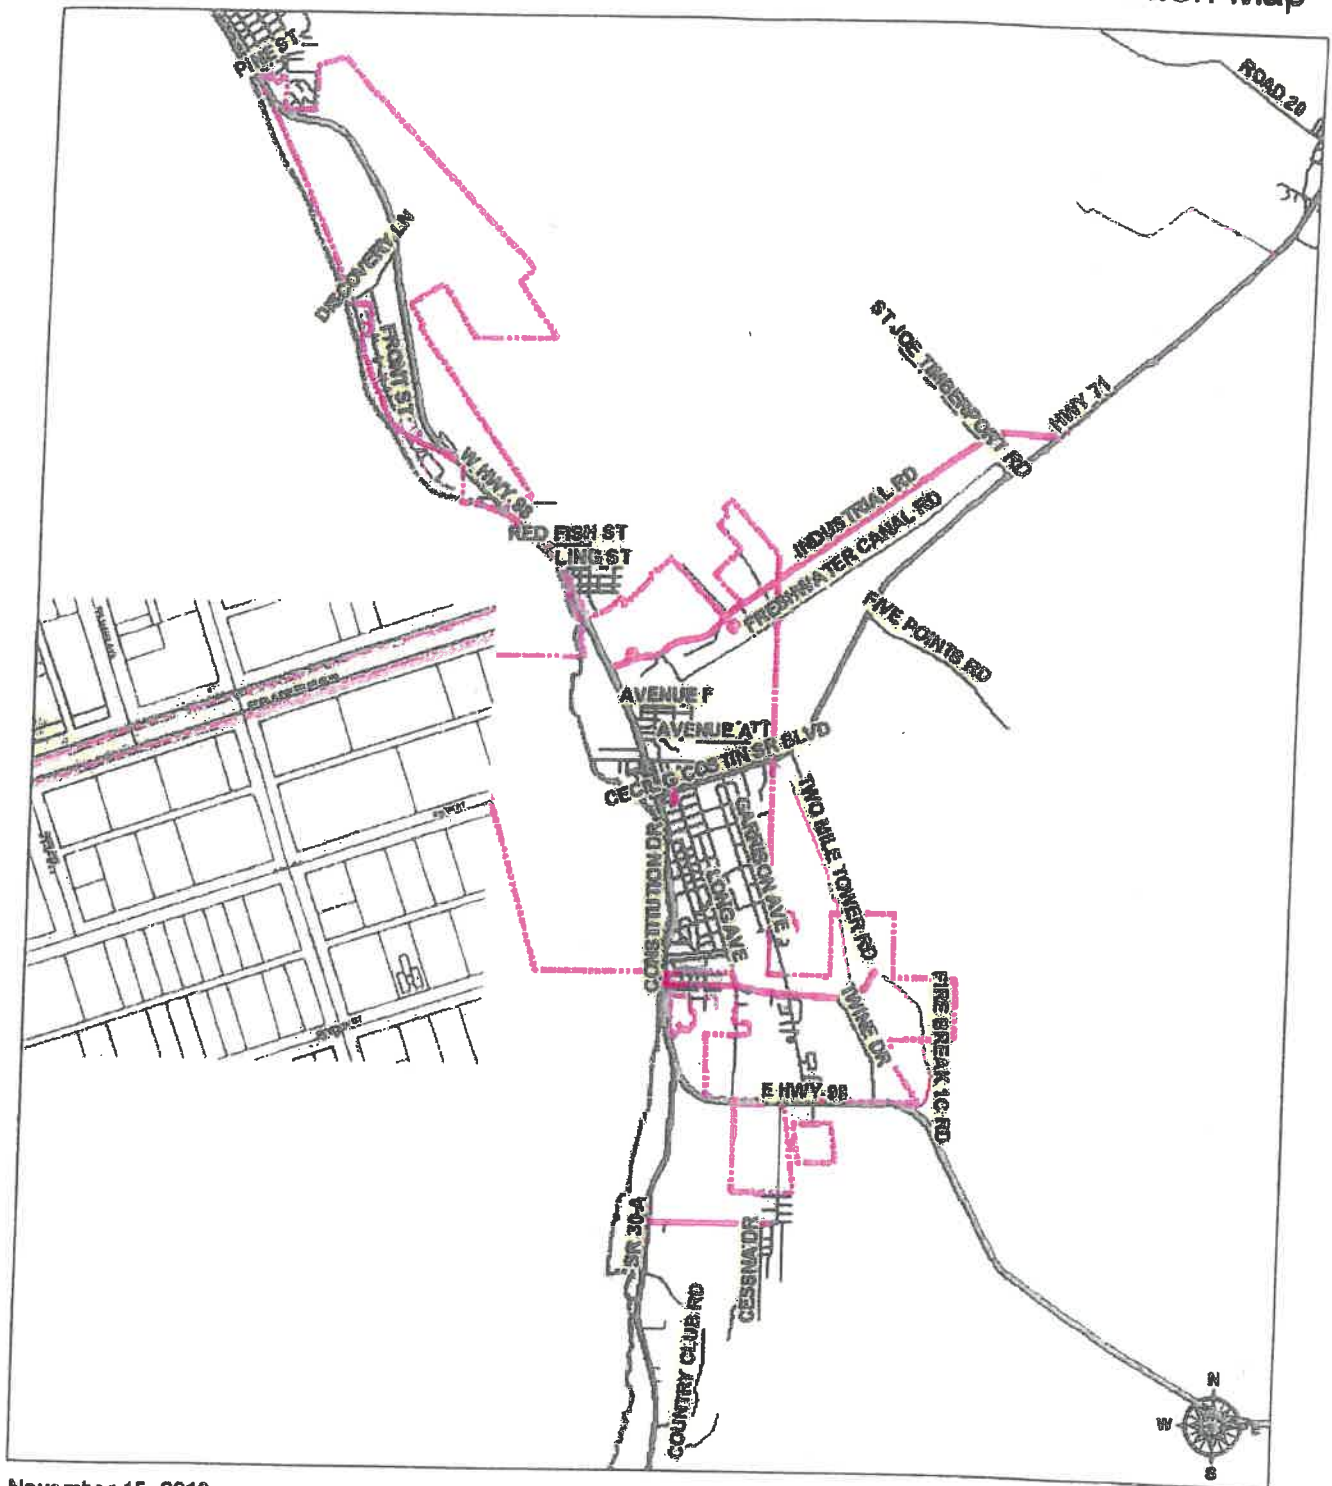 Map
PINE ST
ROAD 20
DISCOVERY LN
FRONT ST
ST JOE TIMBERPORT RD
HWY 71
W HWY 98
INDUSTRIAL RD
RED FISH ST
LING ST
FRESHWATER CANAL RD
FIVE POINTS RD
AVENUE F
AVENUE A
CECIL G COSTIN SR BLVD
TWO MILE TOWER RD
GARRISON AVE
LONG AVE
CONSTITUTION DR
TWINE DR
FIRE BREAK 1C RD
E HWY 98
SR 30-A
CESSNA DR
COUNTRY CLUB RD
N
W
S